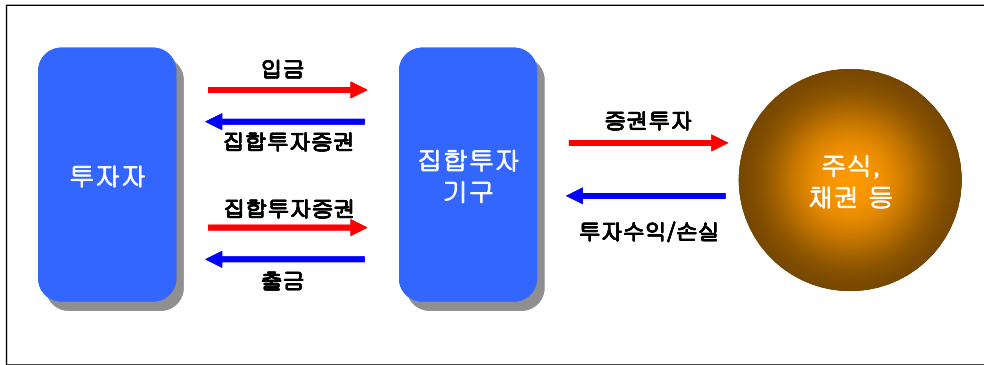 투자자
입금
집합투자증권
집합투자증권
출금
집합투자
기구
증권투자
투자수익/손실
주식,
채권 등